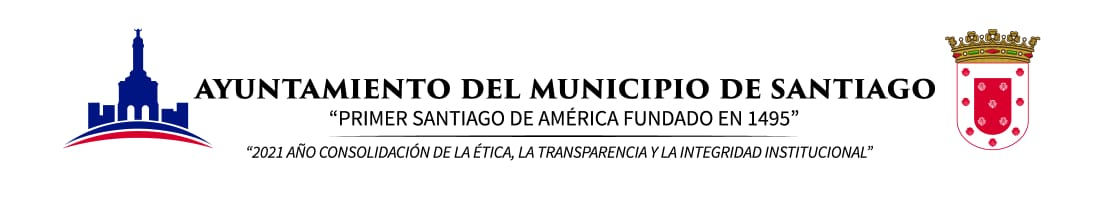 AYUNTAMIENTO DEL MUNICIPIO DE SANTIAGO
“PRIMER SANTIAGO DE AMÉRICA FUNDADO EN 1495”
“2021 AÑO CONSOLIDACIÓN DE LA ÉTICA, LA TRANSPARENCIA Y LA INTEGRIDAD INSTITUCIONAL”